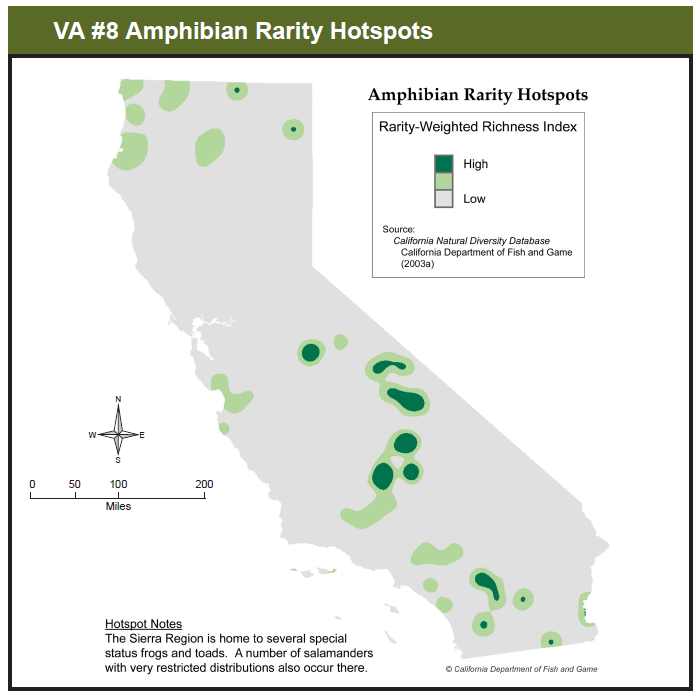 VA #8 Amphibian Rarity Hotspots
Amphibian Rarity Hotspots
Rarity-Weighted Richness Index
High
Low
Source:
California Natural Diversity Database
California Department of Fish and Game
(2003a)
N
W E
S
0 50 100 200
Miles
Hotspot Notes
The Sierra Region is home to several special
status frogs and toads. A number of salamanders
with very restricted distributions also occur there.
© California Department of Fish and Game